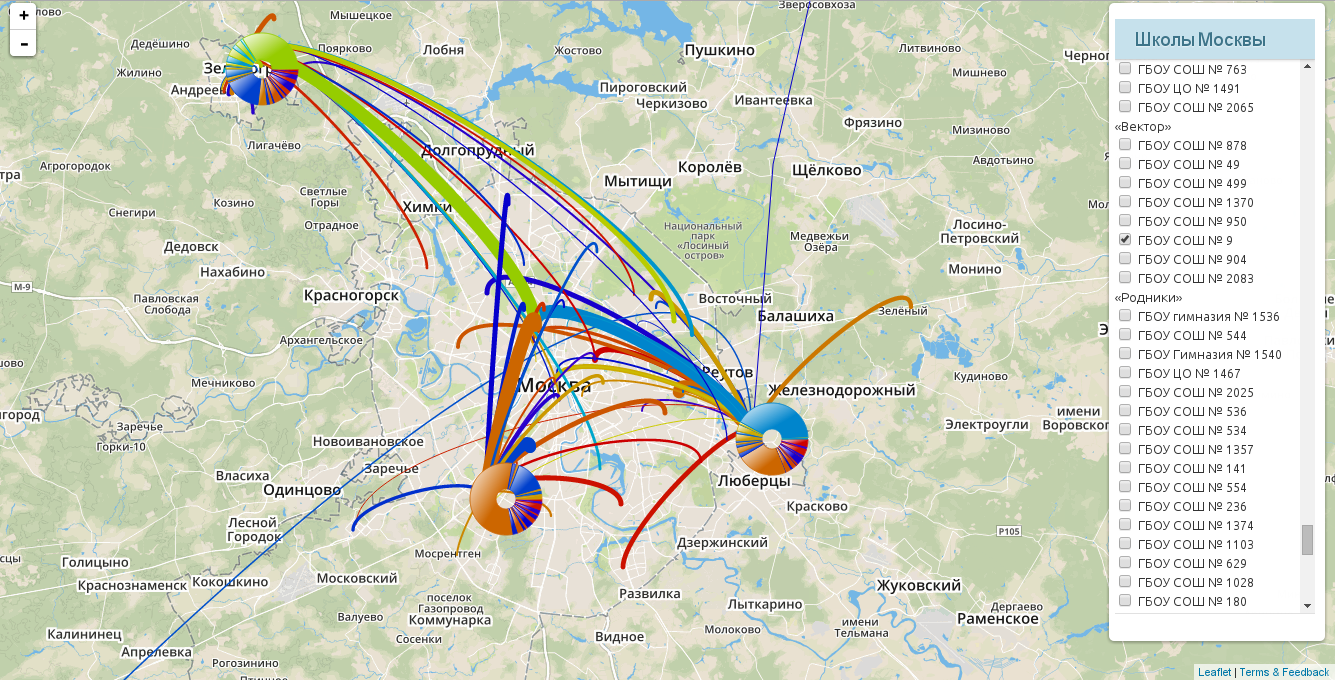 +
-
Мышецкое
Зверосовхоза
Дедёшино
Поярково
Лобня
Жостово
Пушкино
Литвиново
Жилино
Мишнево
Пироговский
Черкизово
Ивантеевка
Фрязино
Мизиново
Лигачёво
Долгопрудный
Агрогородок
Королёв
Щёлково
Авдотьино
Мытищи
Светлые
Горы
Козино
Химки
Снегири
Отрадное
Национальный
парк
«Лосиный
остров»
Медвежьи
Озёра
Лосино-
Петровский
Дедовск
Нахабино
Монино
М-9
Павловская
Слобода
Красногорск
Восточный
Балашиха
Зелёный
Архангельское
Мечниково
Москва
Реутов
Кудиново
Железнодорожный
Заречье
Горки-10
Новоивановское
Заречье
Электроугли
имени
Воровского
Власиха
Одинцово
Люберцы
Красково
Лесной
Городок
Р105
Мосрентген
Дзержинский
Голицыно
Краснознаменск
Кокошкино
Московский
Развилка
Жуковский
Лыткарино
Валуево
поселок
Газопровод
Коммунарка
Дергаево
Раменское
имени
Тельмана
Калининец
Апрелевка
Сосенки
Видное
Молоково
Рогозинино
Школы Москвы
ГБОУ СОШ № 763
ГБОУ ЦО № 1491
ГБОУ СОШ № 2065
«Вектор»
ГБОУ СОШ № 878
ГБОУ СОШ № 49
ГБОУ СОШ № 499
ГБОУ СОШ № 1370
ГБОУ СОШ № 950
ГБОУ СОШ № 9
ГБОУ СОШ № 904
ГБОУ СОШ № 2083
«Родники»
ГБОУ гимназия № 1536
ГБОУ СОШ № 544
ГБОУ Гимназия № 1540
ГБОУ ЦО № 1467
ГБОУ СОШ № 2025
ГБОУ СОШ № 536
ГБОУ СОШ № 534
ГБОУ СОШ № 1357
ГБОУ СОШ № 141
ГБОУ СОШ № 554
ГБОУ СОШ № 236
ГБОУ СОШ № 1374
ГБОУ СОШ № 1103
ГБОУ СОШ № 629
ГБОУ СОШ № 1028
ГБОУ СОШ № 180
Leaflet | Terms & Feedback